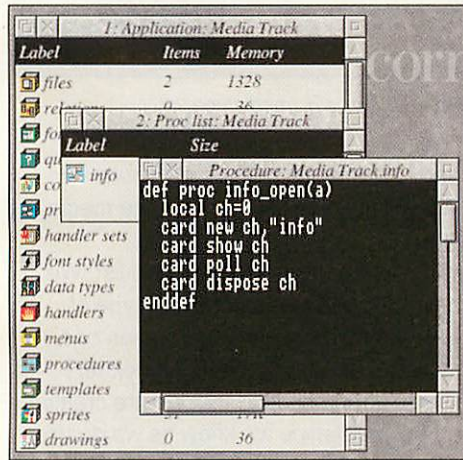 1: Application: Media Track
Label Items Memory
files 2 1328
relations 0 36
2: Proc list: Media Track
Label Size
info
Procedure: Media Track.info
def proc info_open(a)
local ch=0
card new ch,"info"
card show ch
card poll ch
card dispose ch
enddef
handler sets
font styles
data types
handlers
menus
procedures
templates
sprites
drawings 0 36